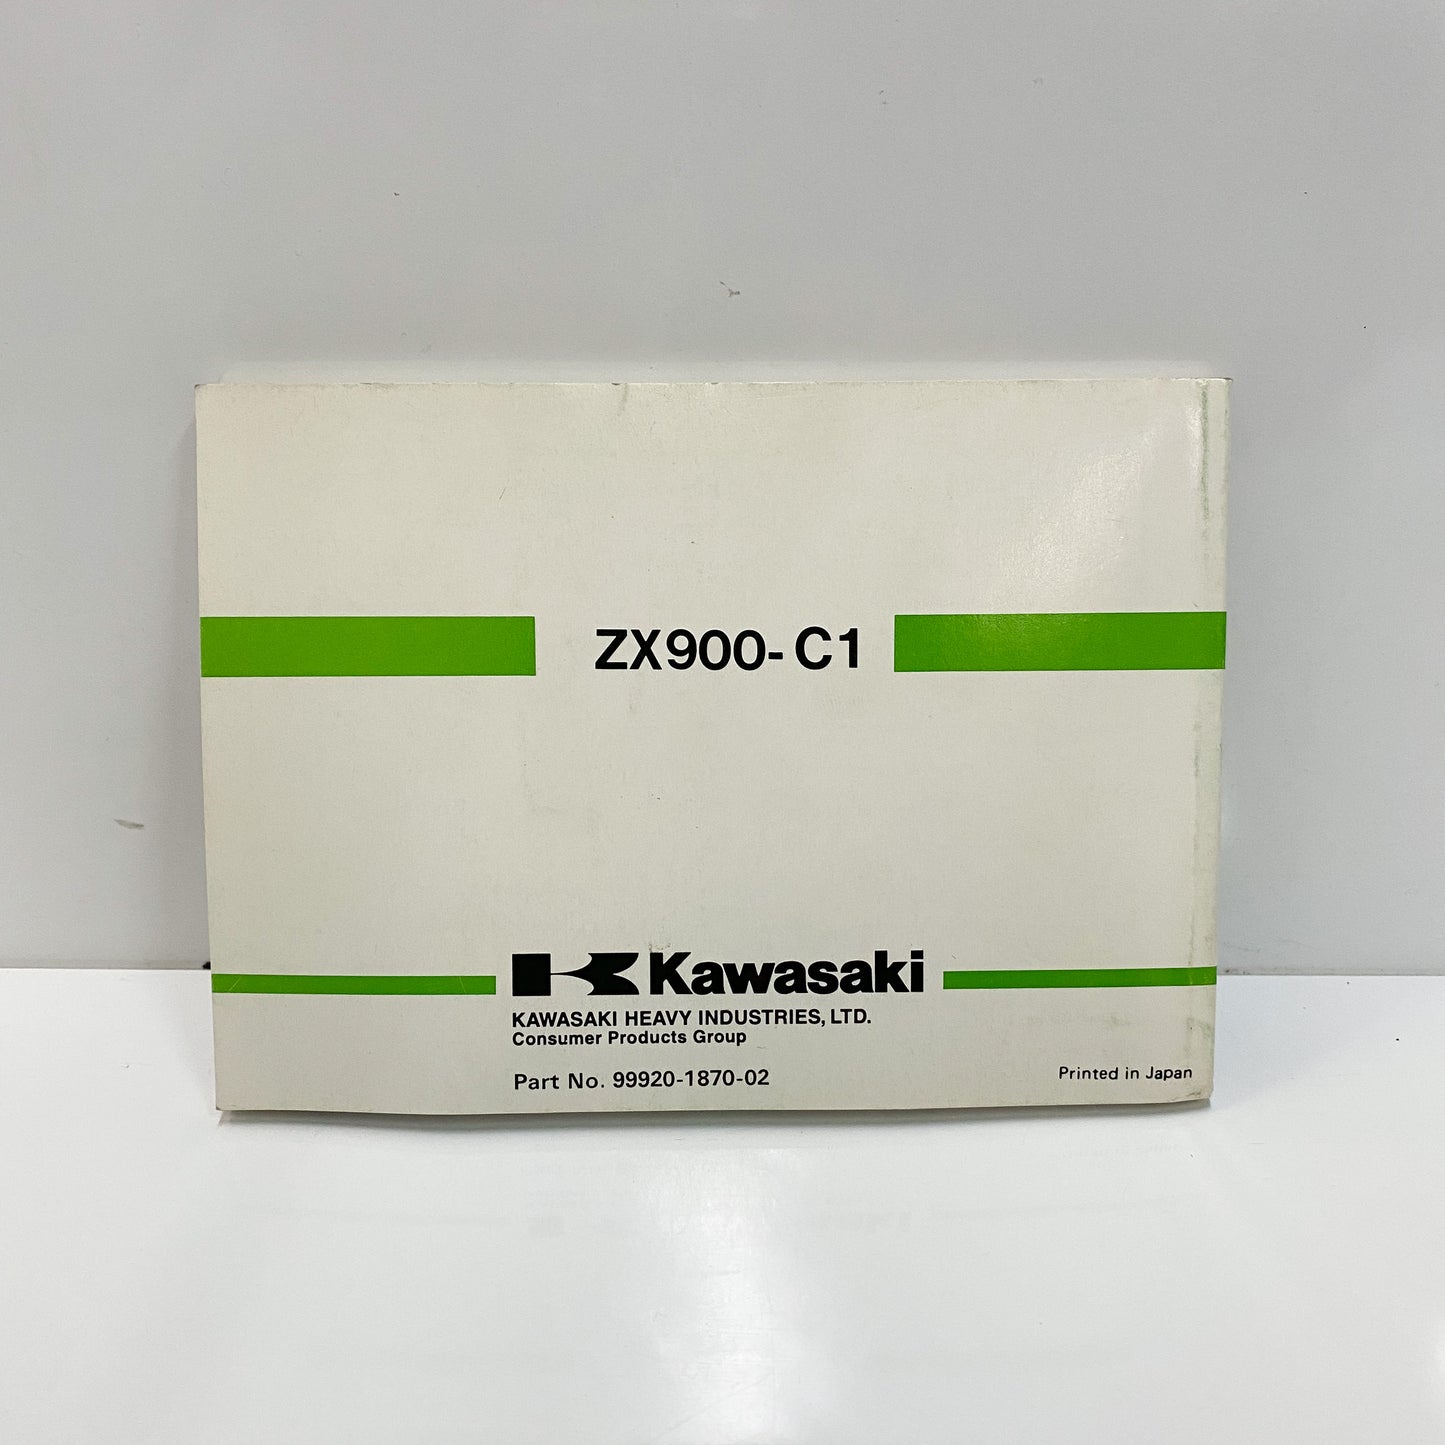 ZX900-C1
Kawasaki
KAWASAKI HEAVY INDUSTRIES, LTD.
Consumer Products Group
Part No. 99920-1870-02
Printed in Japan